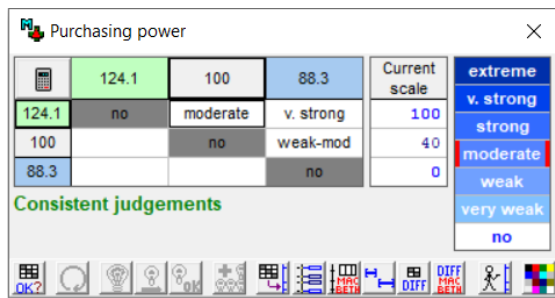 Purchasing power
124.1 100 88.3 Current scale extreme
v. strong
124.1 no moderate v. strong 100 strong
100 no weak-mod 40 moderate
88.3 no 0 weak
Consistent judgements very weak
no
OK? OK MAC BETH DIFF DIFF MAC BETH